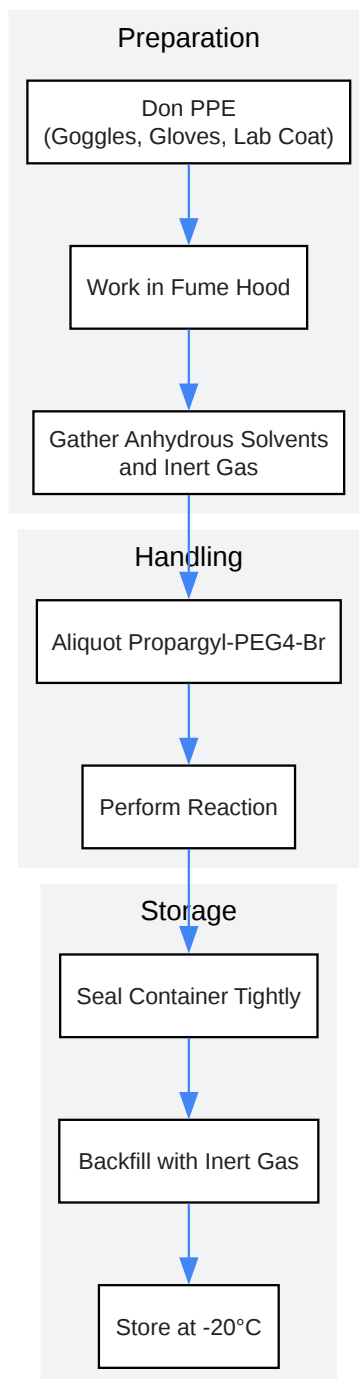 Preparation
Don PPE
(Goggles, Gloves, Lab Coat)
Work in Fume Hood
Gather Anhydrous Solvents
and Inert Gas
Handling
Aliquot Propargyl-PEG4-Br
Perform Reaction
Storage
Seal Container Tightly
Backfill with Inert Gas
Store at -20°C